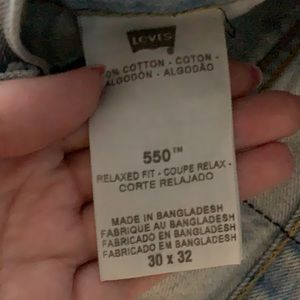 LEVI'S
0% COTTON - COTON -
ALGODÓN - ALGODÃO
550™
RELAXED FIT - COUPE RELAX -
CORTE RELAJADO
MADE IN BANGLADESH
FABRIQUE AU BANGLADESH
FABRICADO EN BANGLADESH
FABRICADO EM BANGLADESH
30 x 32